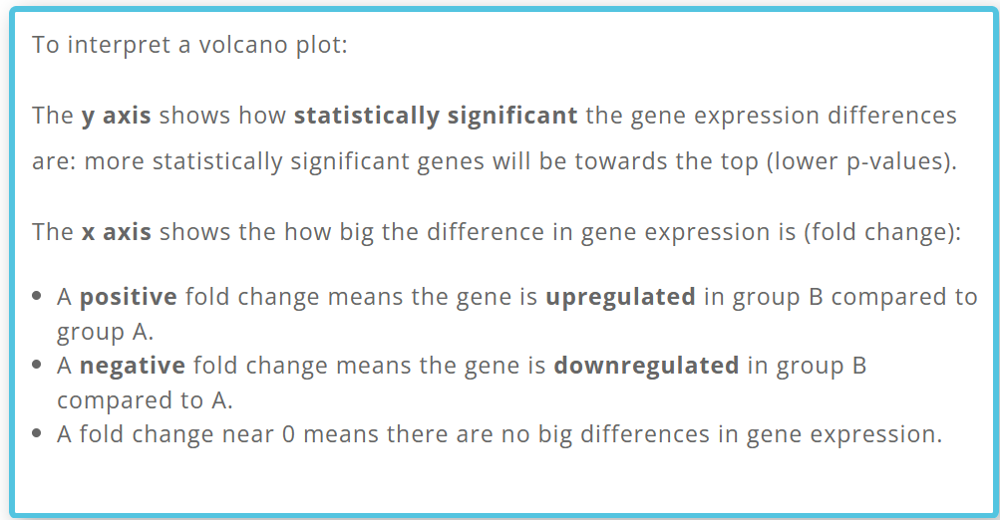 To interpret a volcano plot:
The y axis shows how statistically significant the gene expression differences
are: more statistically significant genes will be towards the top (lower p-values).
The x axis shows the how big the difference in gene expression is (fold change):
• A positive fold change means the gene is upregulated in group B compared to
group A.
• A negative fold change means the gene is downregulated in group B
compared to A.
• A fold change near 0 means there are no big differences in gene expression.